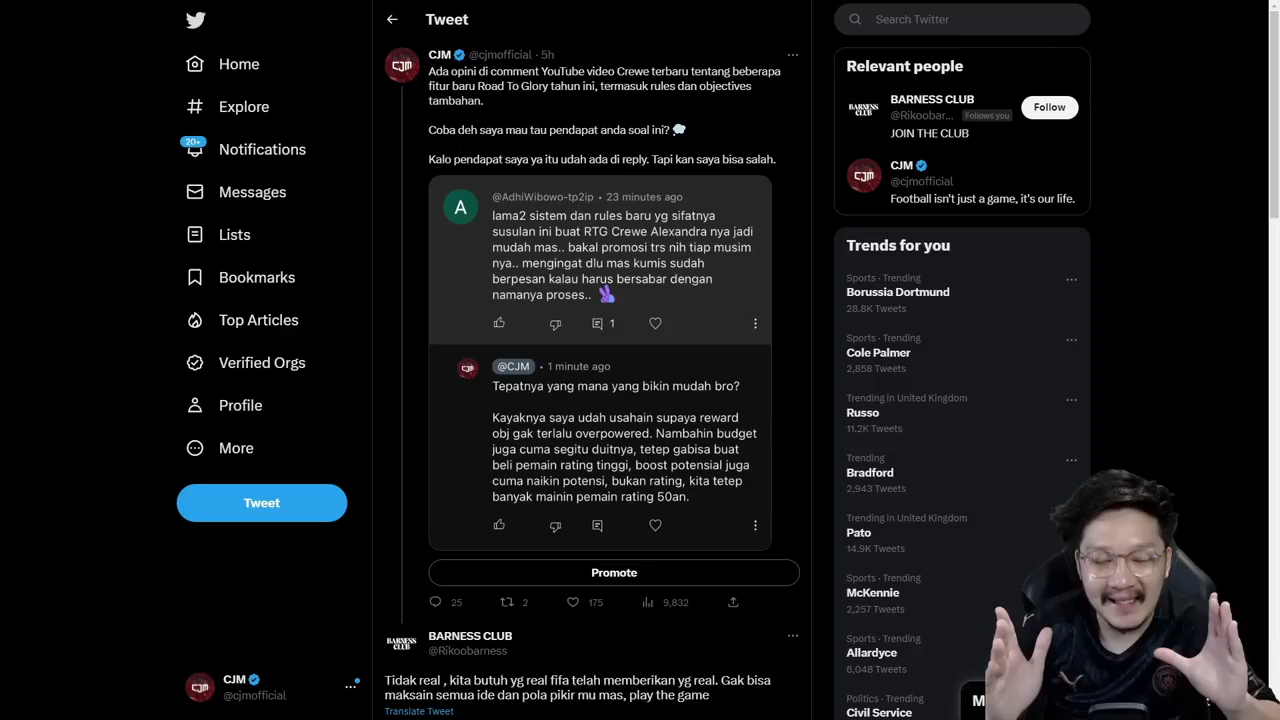 Home
Explore
20+
Notifications
Messages
Lists
Bookmarks
Top Articles
Verified Orgs
Profile
More
Tweet
CJM
@cjmofficial
Tweet
CJM @cjmofficial · 5h
Ada opini di comment YouTube video Crewe terbaru tentang beberapa
fitur baru Road To Glory tahun ini, termasuk rules dan objectives
tambahan.
Coba deh saya mau tau pendapat anda soal ini?
Kalo pendapat saya ya itu udah ada di reply. Tapi kan saya bisa salah.
A
@AdhiWibowo-tp2ip · 23 minutes ago
lama2 sistem dan rules baru yg sifatnya
susulan ini buat RTG Crewe Alexandra nya jadi
mudah mas.. bakal promosi trs nih tiap musim
nya.. mengingat dlu mas kumis sudah
berpesan kalau harus bersabar dengan
namanya proses..
1
@CJM · 1 minute ago
Tepatnya yang mana yang bikin mudah bro?
Kayaknya saya udah usahain supaya reward
obj gak terlalu overpowered. Nambahin budget
juga cuma segitu duitnya, tetep gabisa buat
beli pemain rating tinggi, boost potensial juga
cuma naikin potensi, bukan rating, kita tetep
banyak mainin pemain rating 50an.
Promote
25 2 175 9,832
BARNESS CLUB
BARNESS CLUB
@Rikoobarness
Tidak real , kita butuh yg real fifa telah memberikan yg real. Gak bisa
maksain semua ide dan pola pikir mu mas, play the game
Translate Tweet
Search Twitter
Relevant people
BARNESS CLUB
BARNESS CLUB
@Rikoobar... Follows you
Follow
JOIN THE CLUB
CJM
@cjmofficial
Football isn't just a game, it's our life.
Trends for you
Sports · Trending
Borussia Dortmund
28.8K Tweets
Sports · Trending
Cole Palmer
2,858 Tweets
Trending in United Kingdom
Russo
11.2K Tweets
Trending
Bradford
2,943 Tweets
Trending in United Kingdom
Pato
14.9K Tweets
Sports · Trending
McKennie
2,257 Tweets
Sports · Trending
Allardyce
6,048 Tweets
Politics · Trending
Civil Service
M